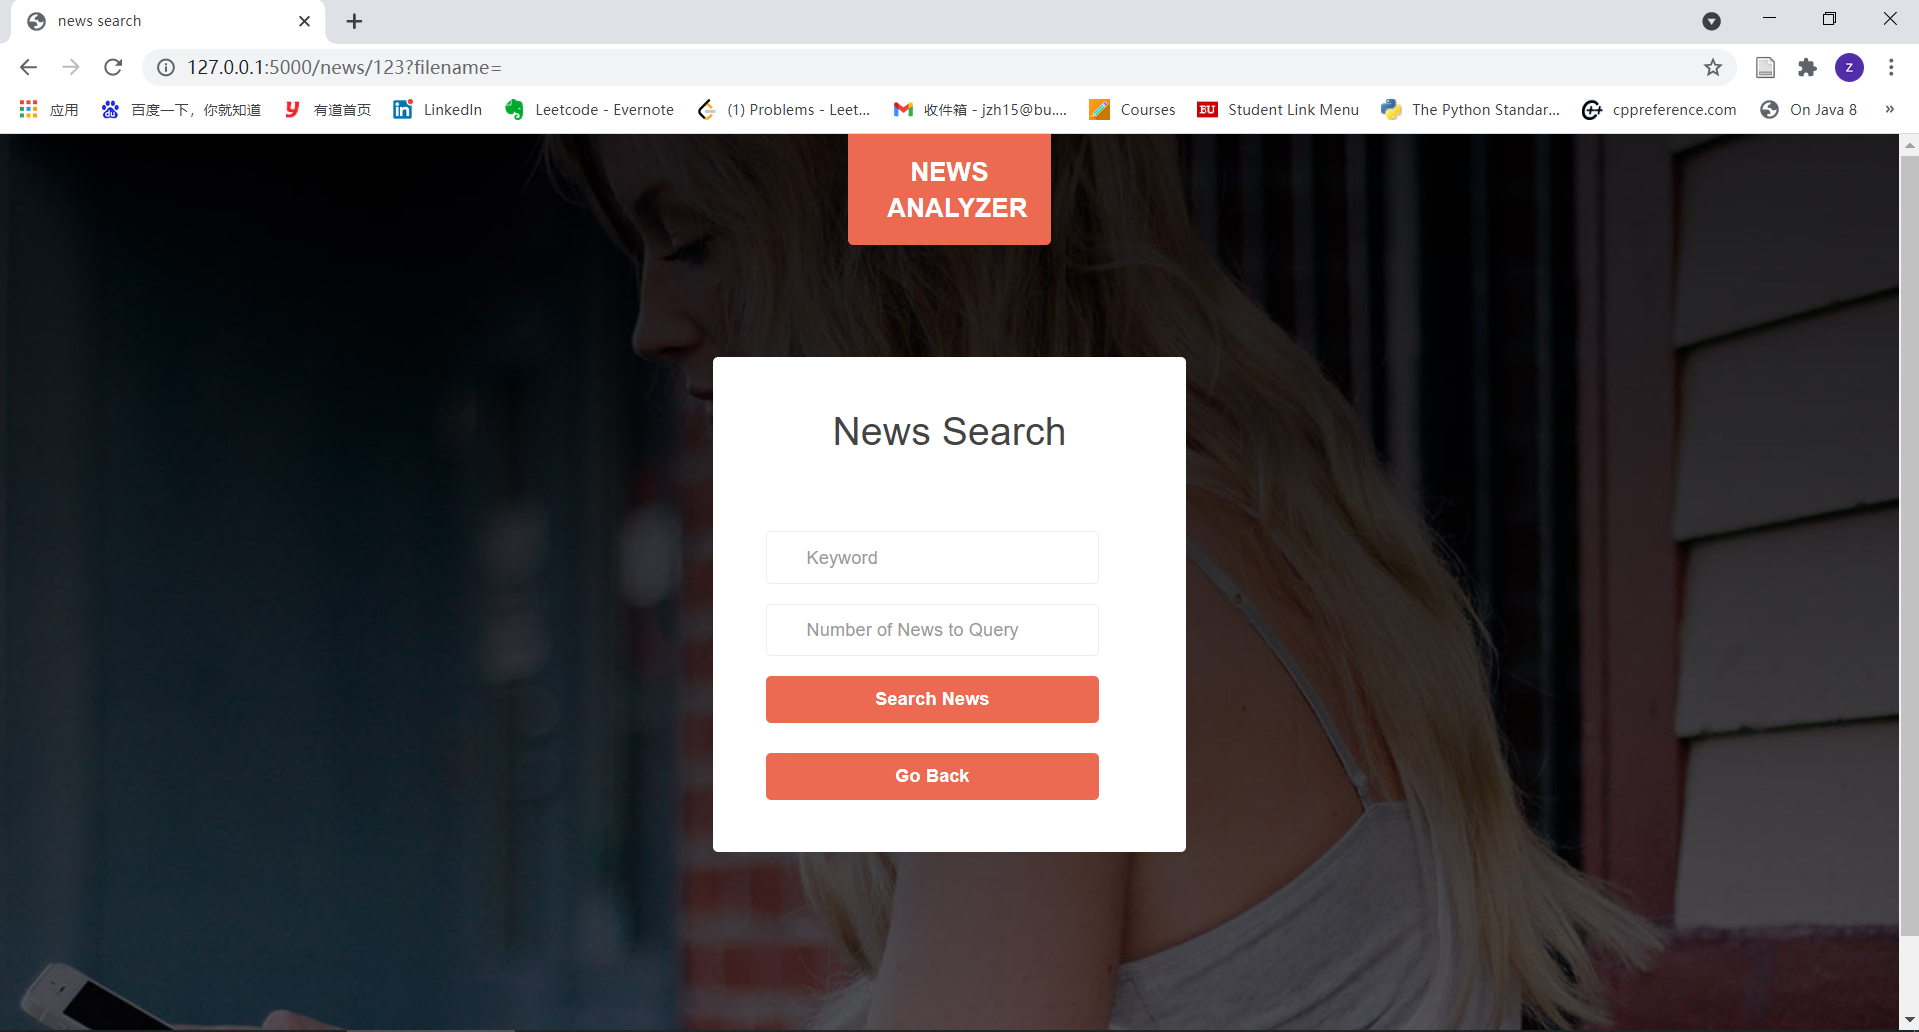 news search
127.0.0.1:5000/news/123?filename=
z
应用
百度一下，你就知道
有道首页
LinkedIn
Leetcode - Evernote
(1) Problems - Leet...
收件箱 - jzh15@bu....
Courses
BU
Student Link Menu
The Python Standar...
cppreference.com
On Java 8
»
NEWS
ANALYZER
News Search
Keyword
Number of News to Query
Search News
Go Back